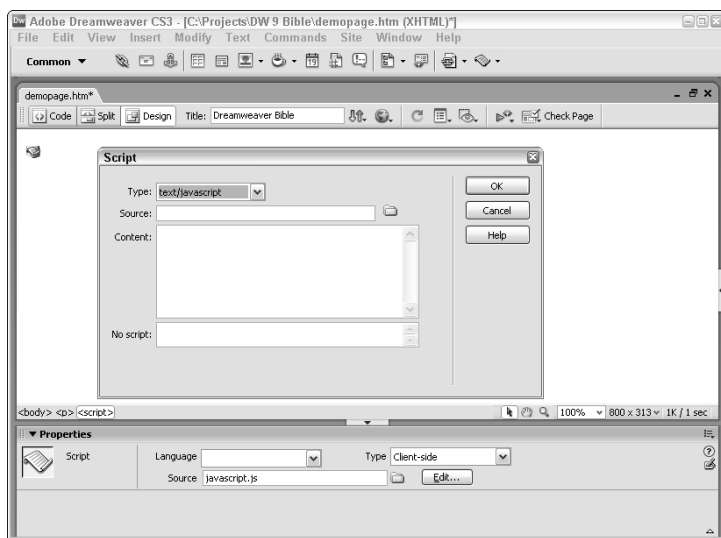 Adobe Dreamweaver CS3 - [C:\Projects\DW 9 Bible\demopage.htm (XHTML)*]
File Edit View Insert Modify Text Commands Site Window Help
Common
19
demopage.htm*
Code Split Design Title: Dreamweaver Bible Check Page
Script
Type: text/javascript OK
Source: Cancel
Content: Help
No script:
<body> <p> <script> 100% 800 x 313 1K / 1 sec
Properties
Script Language Type Client-side
Source javascript.js Edit...